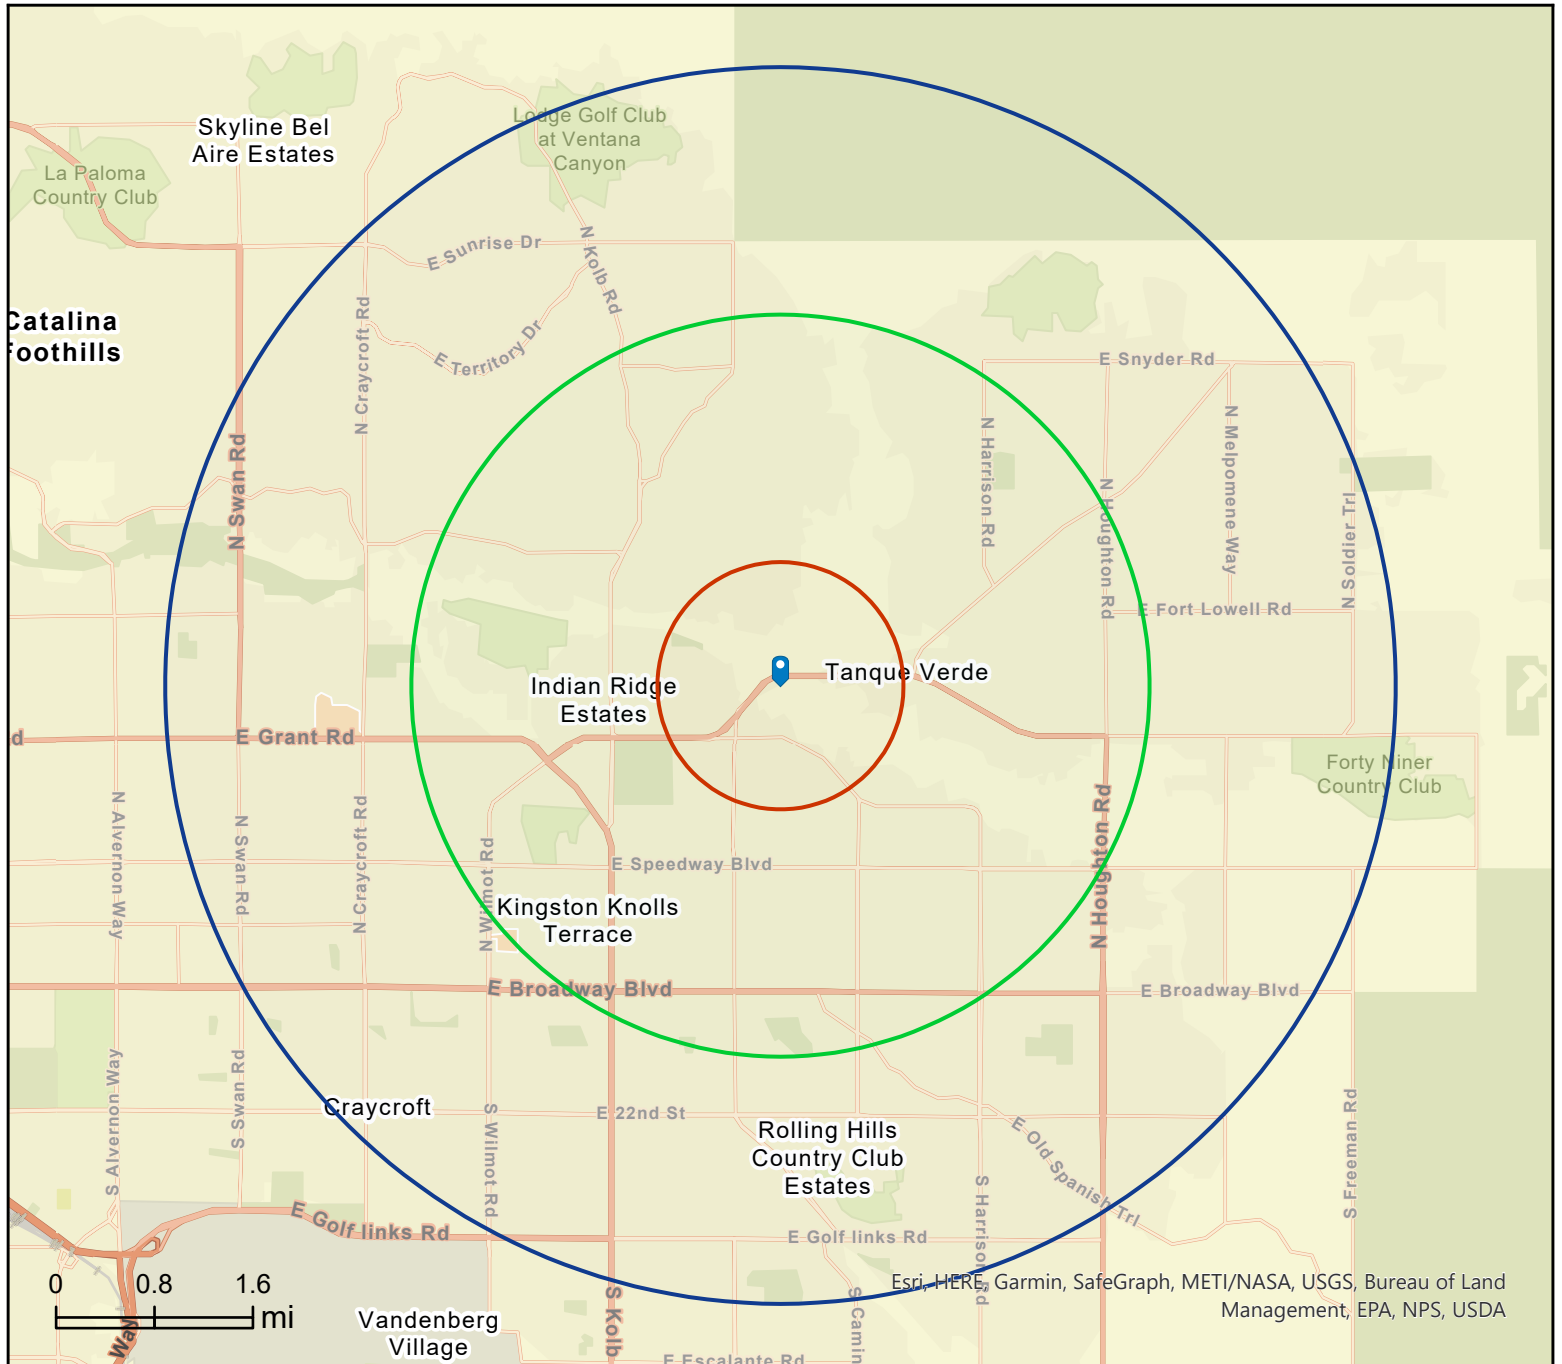 Skyline Bel
Aire Estates
Lodge Golf Club
at Ventana
Canyon
La Paloma
Country Club
E Sunrise Dr
N Kolb Rd
Catalina
Foothills
N Craycroft Rd
E Territory Dr
E Snyder Rd
N Swan Rd
N Harrison Rd
N Houghton Rd
N Melpomene Way
N Soldier Trl
E Fort Lowell Rd
Tanque Verde
Indian Ridge
Estates
d
E Grant Rd
Forty Niner
Country Club
N Alvernon Way
N Swan Rd
N Craycroft Rd
N Wilmot Rd
E Speedway Blvd
N Houghton Rd
Kingston Knolls
Terrace
E Broadway Blvd
E Broadway Blvd
S Alvernon Way
S Swan Rd
Craycroft
S Wilmot Rd
E 22nd St
Rolling Hills
Country Club
Estates
E Old Spanish Trl
S Freeman Rd
S Harrison Rd
E Golf links Rd
E Golf links Rd
0 0.8 1.6
mi
Way
Vandenberg
Village
S Kolb
S Camin
E Escalante Rd
Esri, HERE, Garmin, SafeGraph, METI/NASA, USGS, Bureau of Land
Management, EPA, NPS, USDA